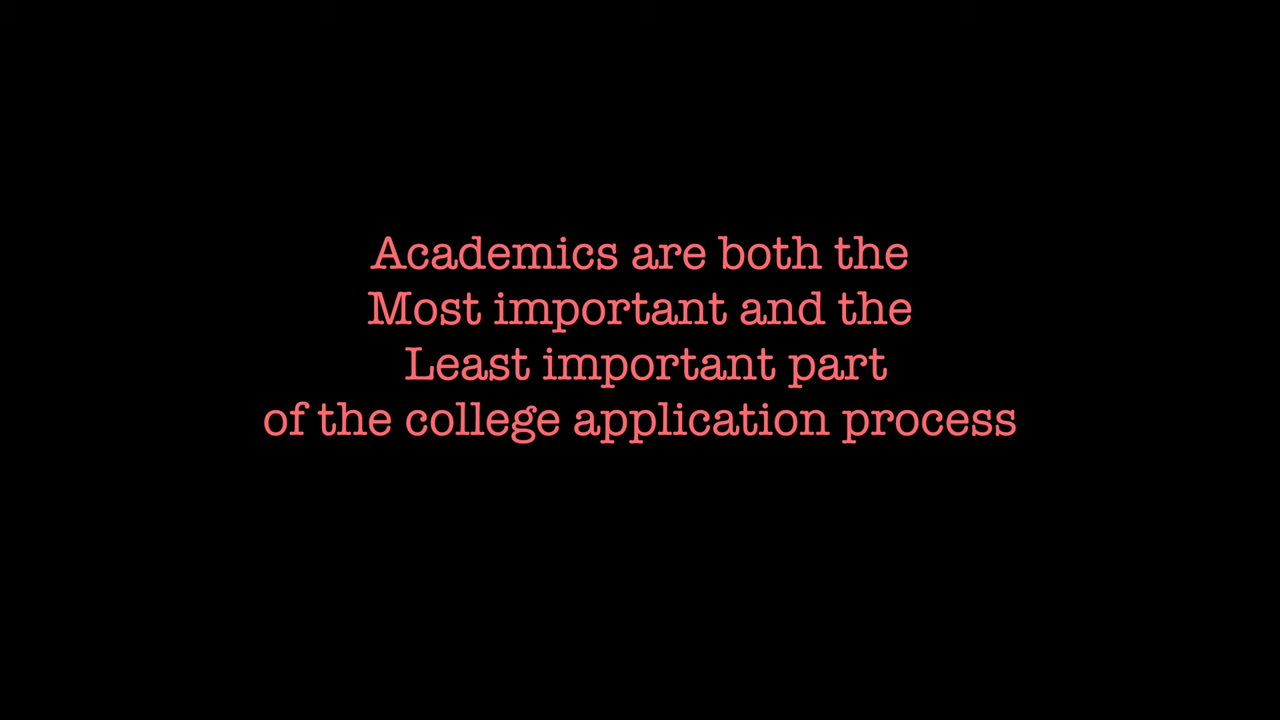 Academics are both the
Most important and the
Least important part
of the college application process